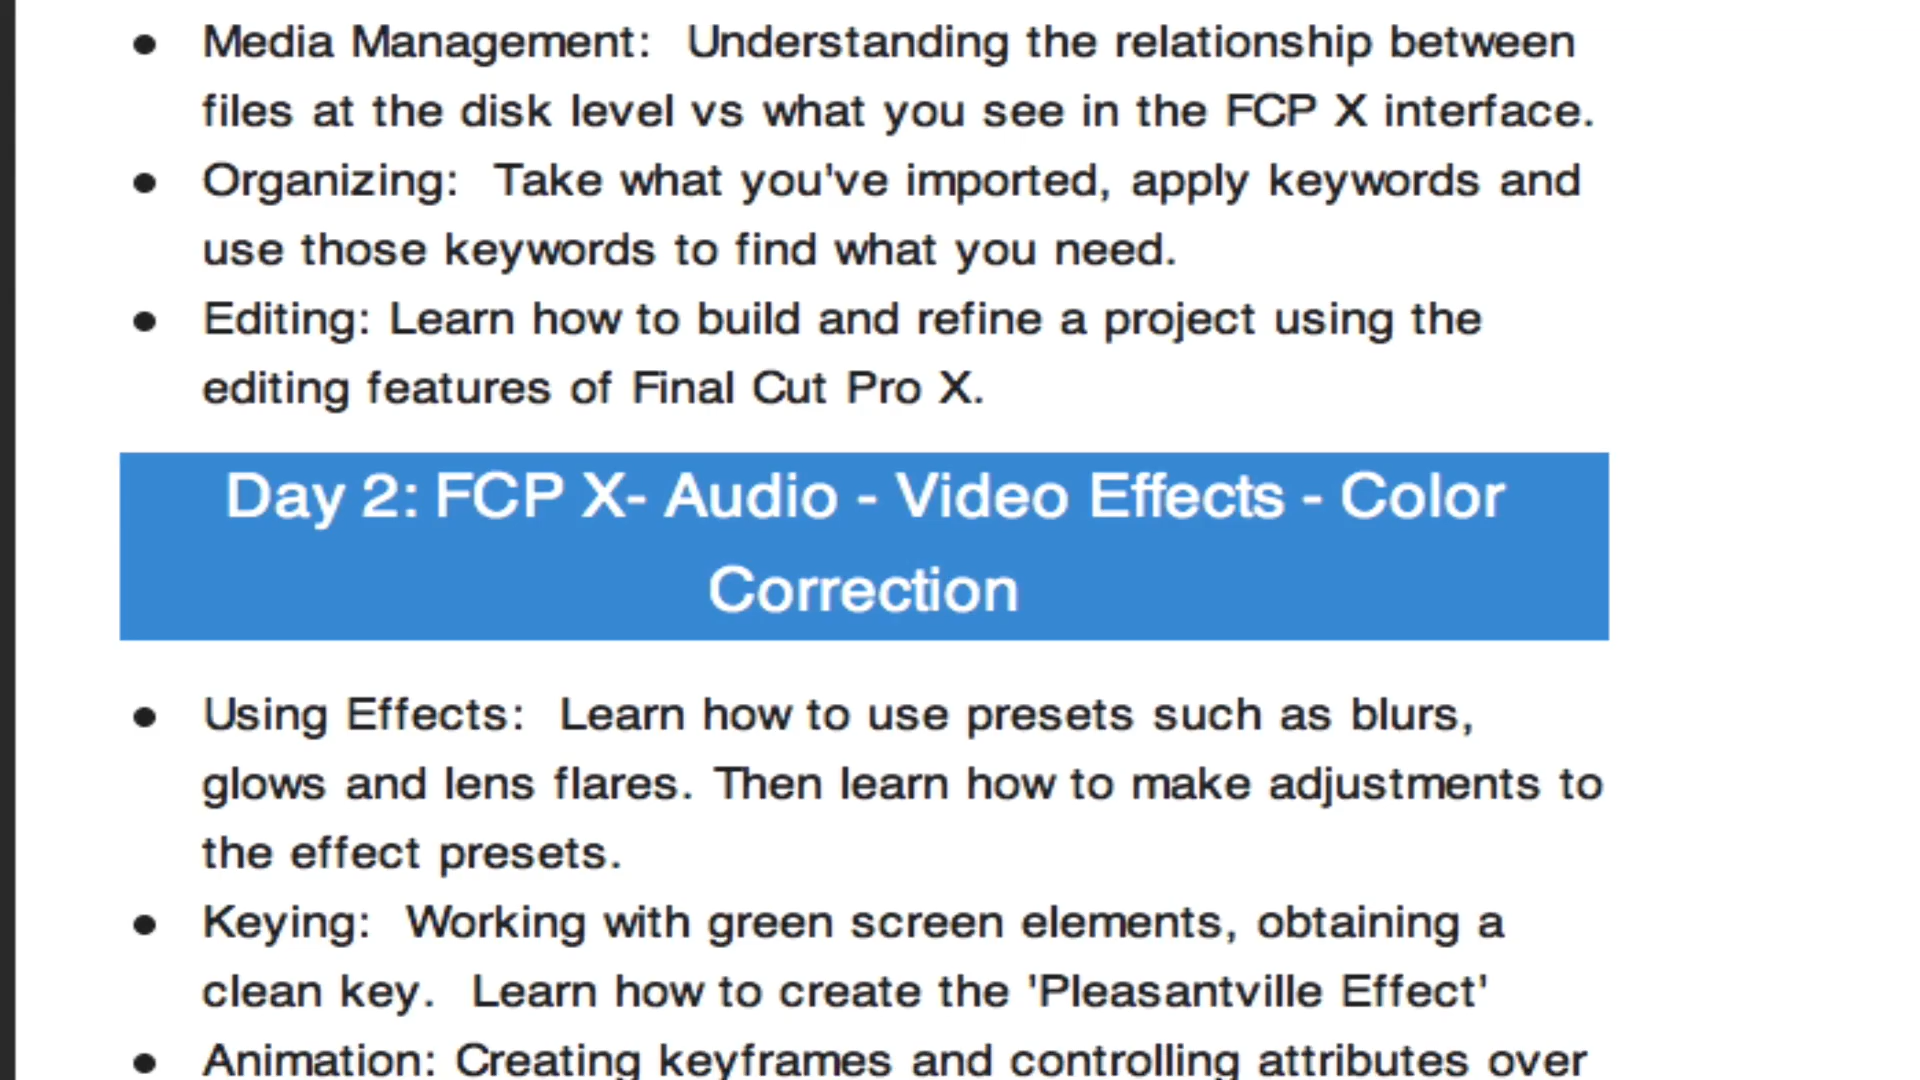 ● Media Management:  Understanding the relationship between
files at the disk level vs what you see in the FCP X interface.
● Organizing:  Take what you've imported, apply keywords and
use those keywords to find what you need.
● Editing: Learn how to build and refine a project using the
editing features of Final Cut Pro X.
Day 2: FCP X- Audio - Video Effects - Color
Correction
● Using Effects:  Learn how to use presets such as blurs,
glows and lens flares. Then learn how to make adjustments to
the effect presets.
● Keying:  Working with green screen elements, obtaining a
clean key.  Learn how to create the 'Pleasantville Effect'
● Animation: Creating keyframes and controlling attributes over